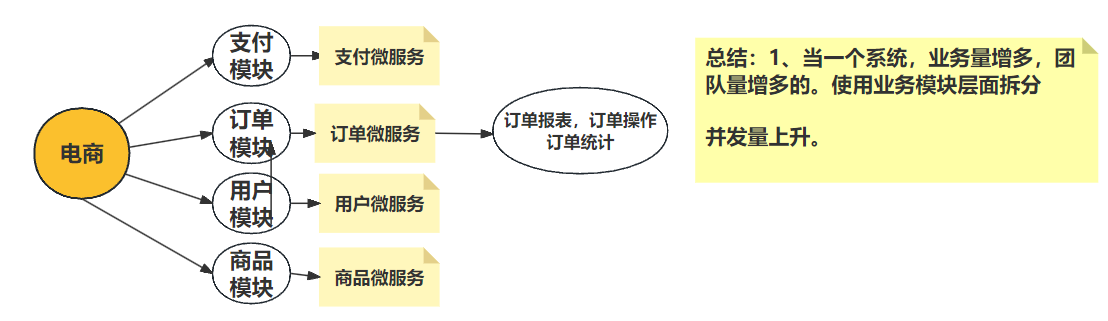 电商
支付
模块
支付微服务
订单
模块
订单微服务
订单报表，订单操作
订单统计
用户
模块
用户微服务
商品
模块
商品微服务
总结：1、当一个系统，业务量增多，团
队量增多的。使用业务模块层面拆分
并发量上升。